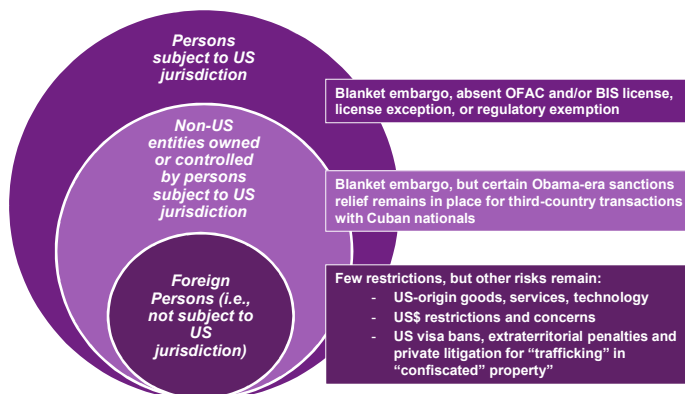 Persons
subject to US
jurisdiction
Blanket embargo, absent OFAC and/or BIS license,
license exception, or regulatory exemption
Non-US
entities owned
or controlled
by persons
subject to US
jurisdiction
Blanket embargo, but certain Obama-era sanctions
relief remains in place for third-country transactions
with Cuban nationals
Foreign
Persons (i.e.,
not subject to
US
jurisdiction)
Few restrictions, but other risks remain:
- US-origin goods, services, technology
- US$ restrictions and concerns
- US visa bans, extraterritorial penalties and
private litigation for “trafficking” in
“confiscated” property”